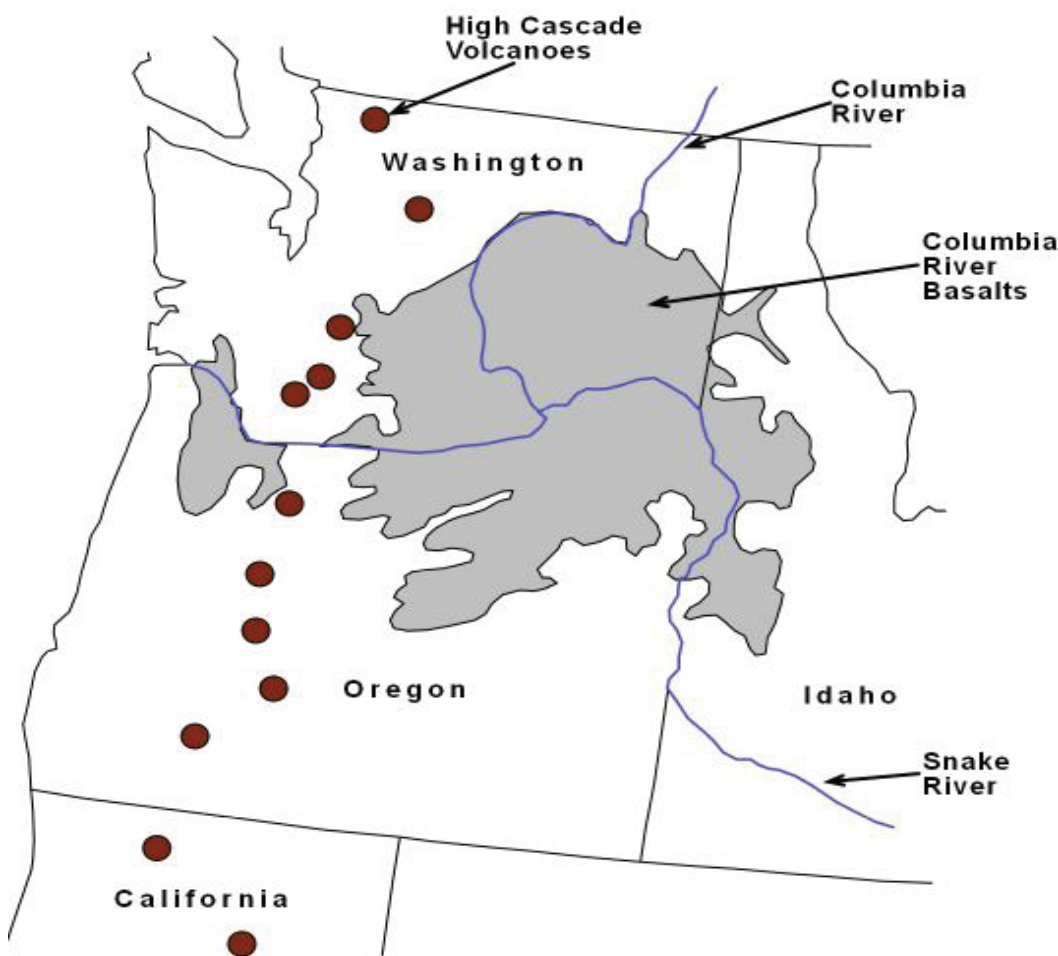 High Cascade
Volcanoes
Columbia
River
Washington
Columbia
River
Basalts
Oregon
Idaho
Snake
River
California